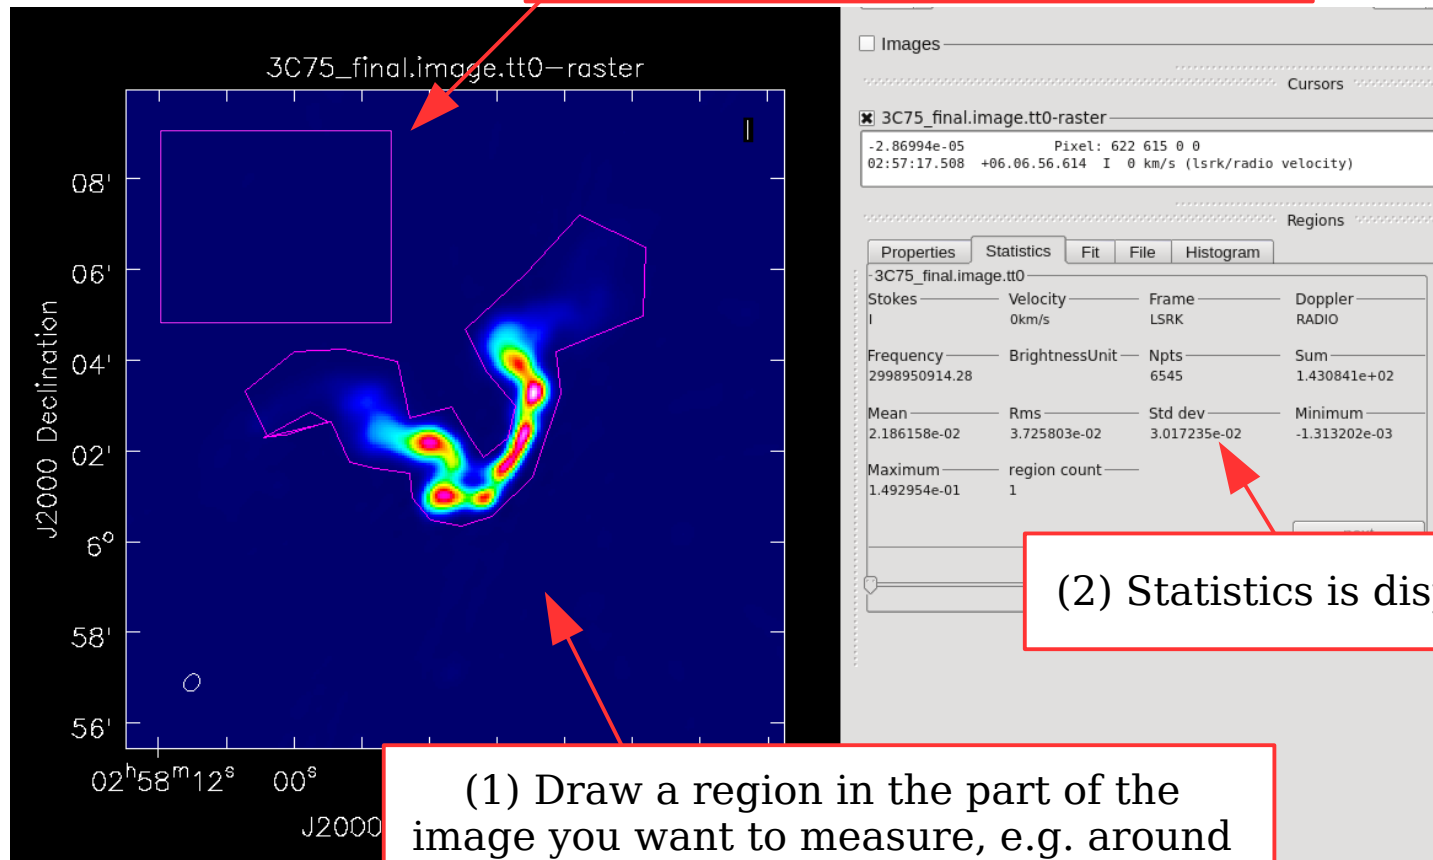 3C75_final.image.tt0-raster
I
08'
06'
04'
02'
6°
58'
56'
J2000 Declination
02ʰ58ᵐ12ˢ 00ˢ
J2000
Images
Cursors
3C75_final.image.tt0-raster
-2.86994e-05 Pixel: 622 615 0 0
02:57:17.508 +06.06.56.614 I 0 km/s (lsrk/radio velocity)
Regions
Properties Statistics Fit File Histogram
3C75_final.image.tt0
Stokes Velocity Frame Doppler
I 0km/s LSRK RADIO
Frequency BrightnessUnit Npts Sum
2998950914.28 6545 1.430841e+02
Mean Rms Std dev Minimum
2.186158e-02 3.725803e-02 3.017235e-02 -1.313202e-03
Maximum region count
1.492954e-01 1
(2) Statistics is
(1) Draw a region in the part of the
image you want to measure, e.g. around